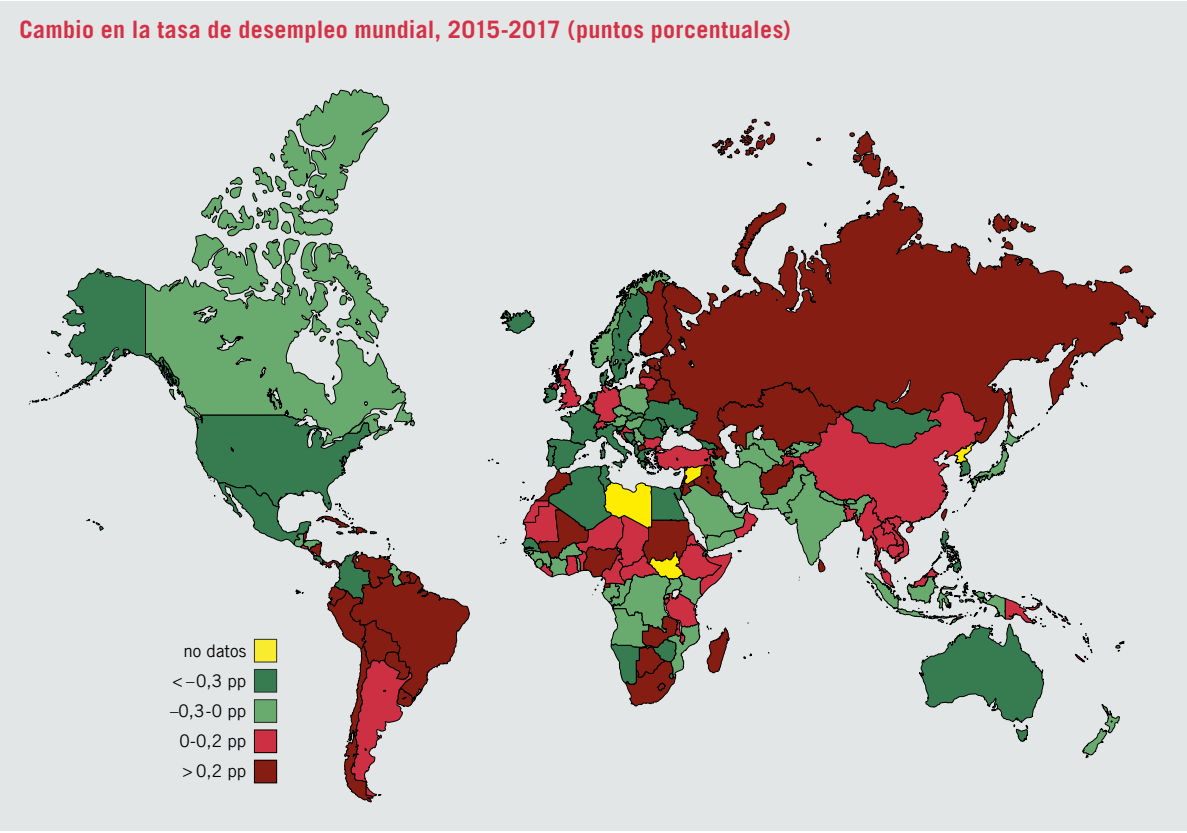 Cambio en la tasa de desempleo mundial, 2015-2017 (puntos porcentuales)
no datos
<−0,3 pp
−0,3-0 pp
0-0,2 pp
>0,2 pp